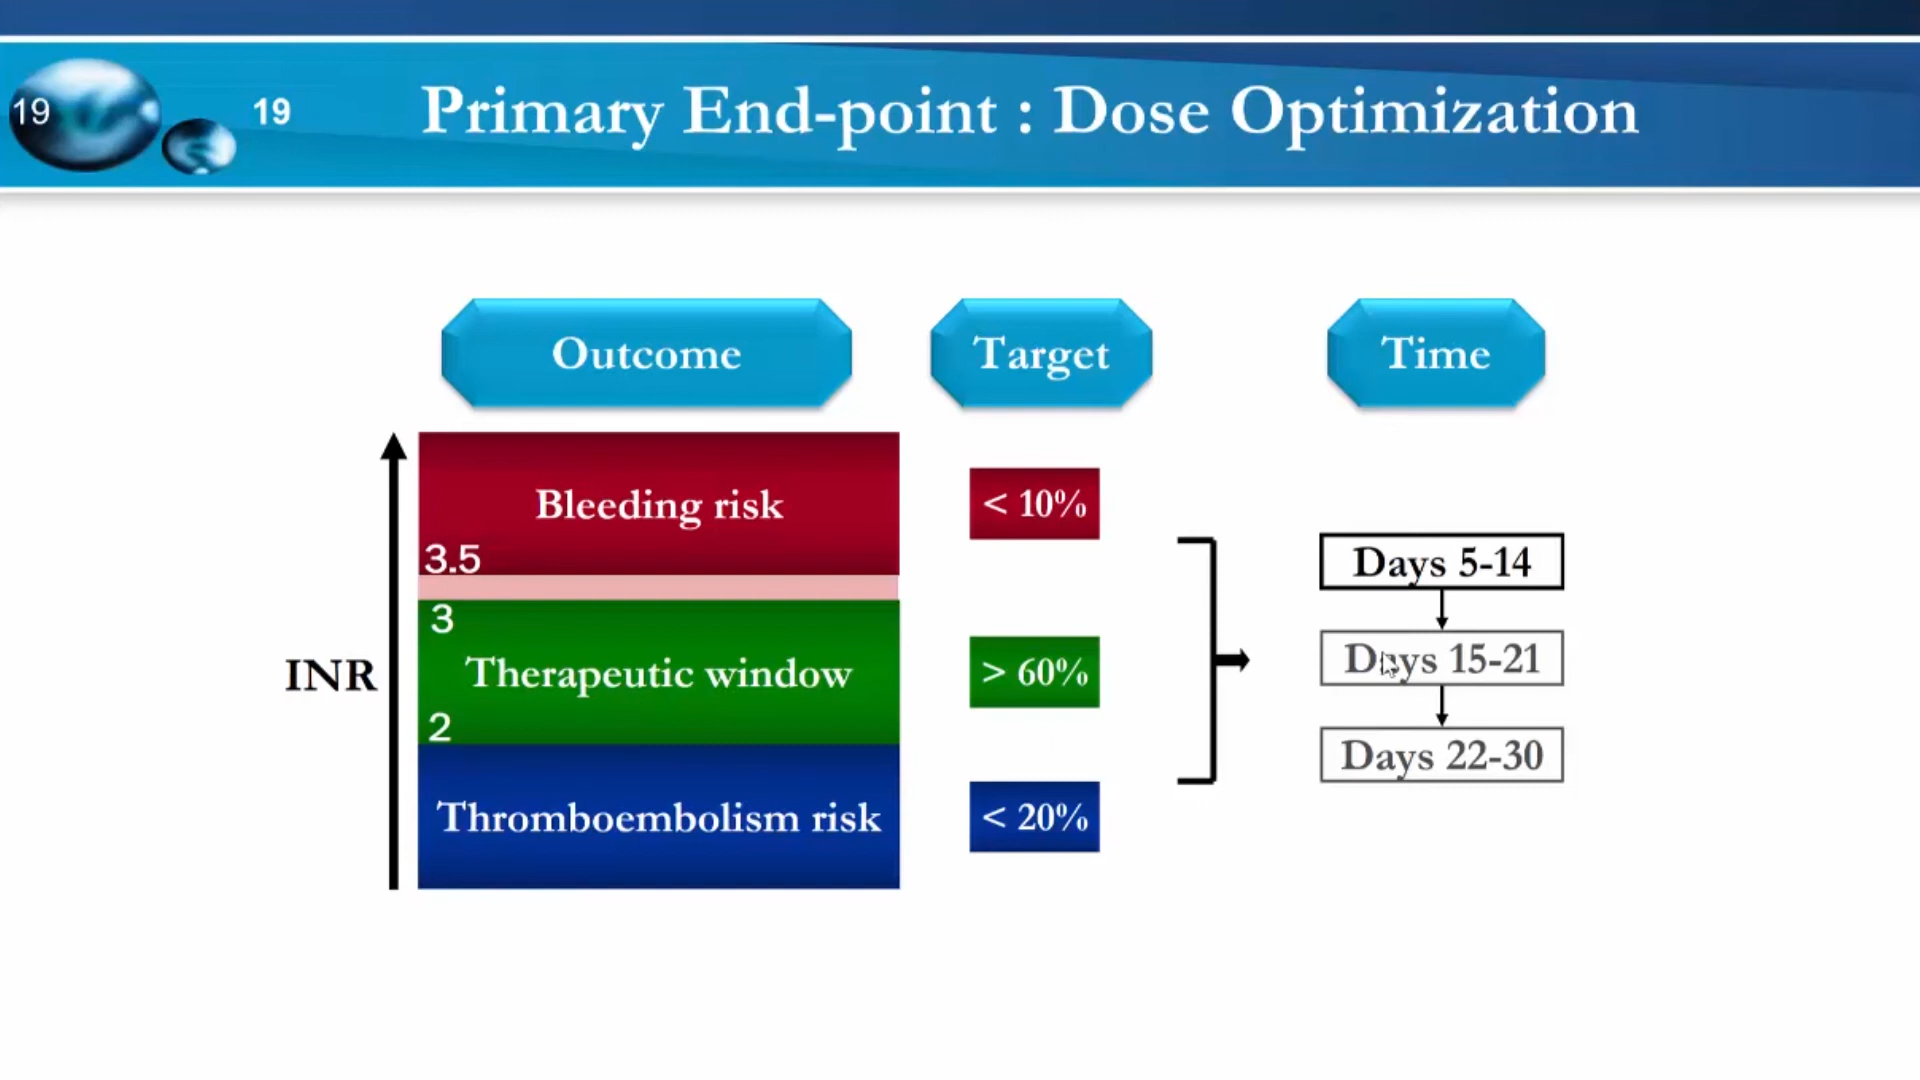 19
19
Primary End-point : Dose Optimization
Outcome
Target
Time
Bleeding risk
< 10%
3.5
Days 5-14
3
INR
Therapeutic window
> 60%
Days 15-21
2
Days 22-30
Thromboembolism risk
< 20%